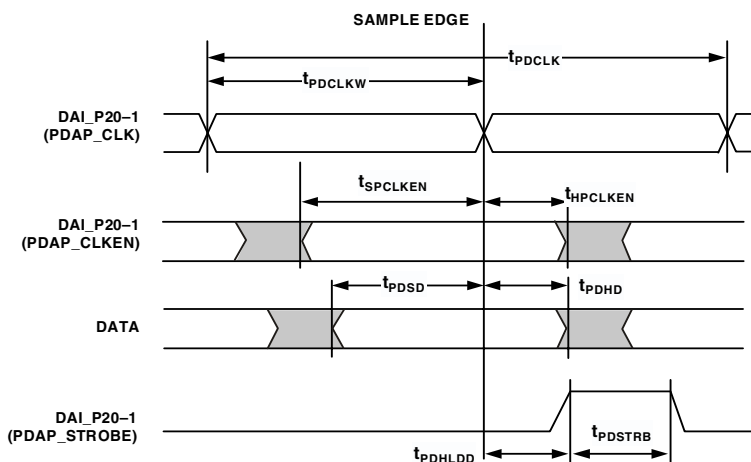 SAMPLE EDGE
tPDCLK
tPDCLKW
DAI_P20–1
(PDAP_CLK)
tSPCLKEN
tHPCLKEN
DAI_P20–1
(PDAP_CLKEN)
tPDSD
tPDHD
DATA
DAI_P20–1
(PDAP_STROBE)
tPDHLDD
tPDSTRB